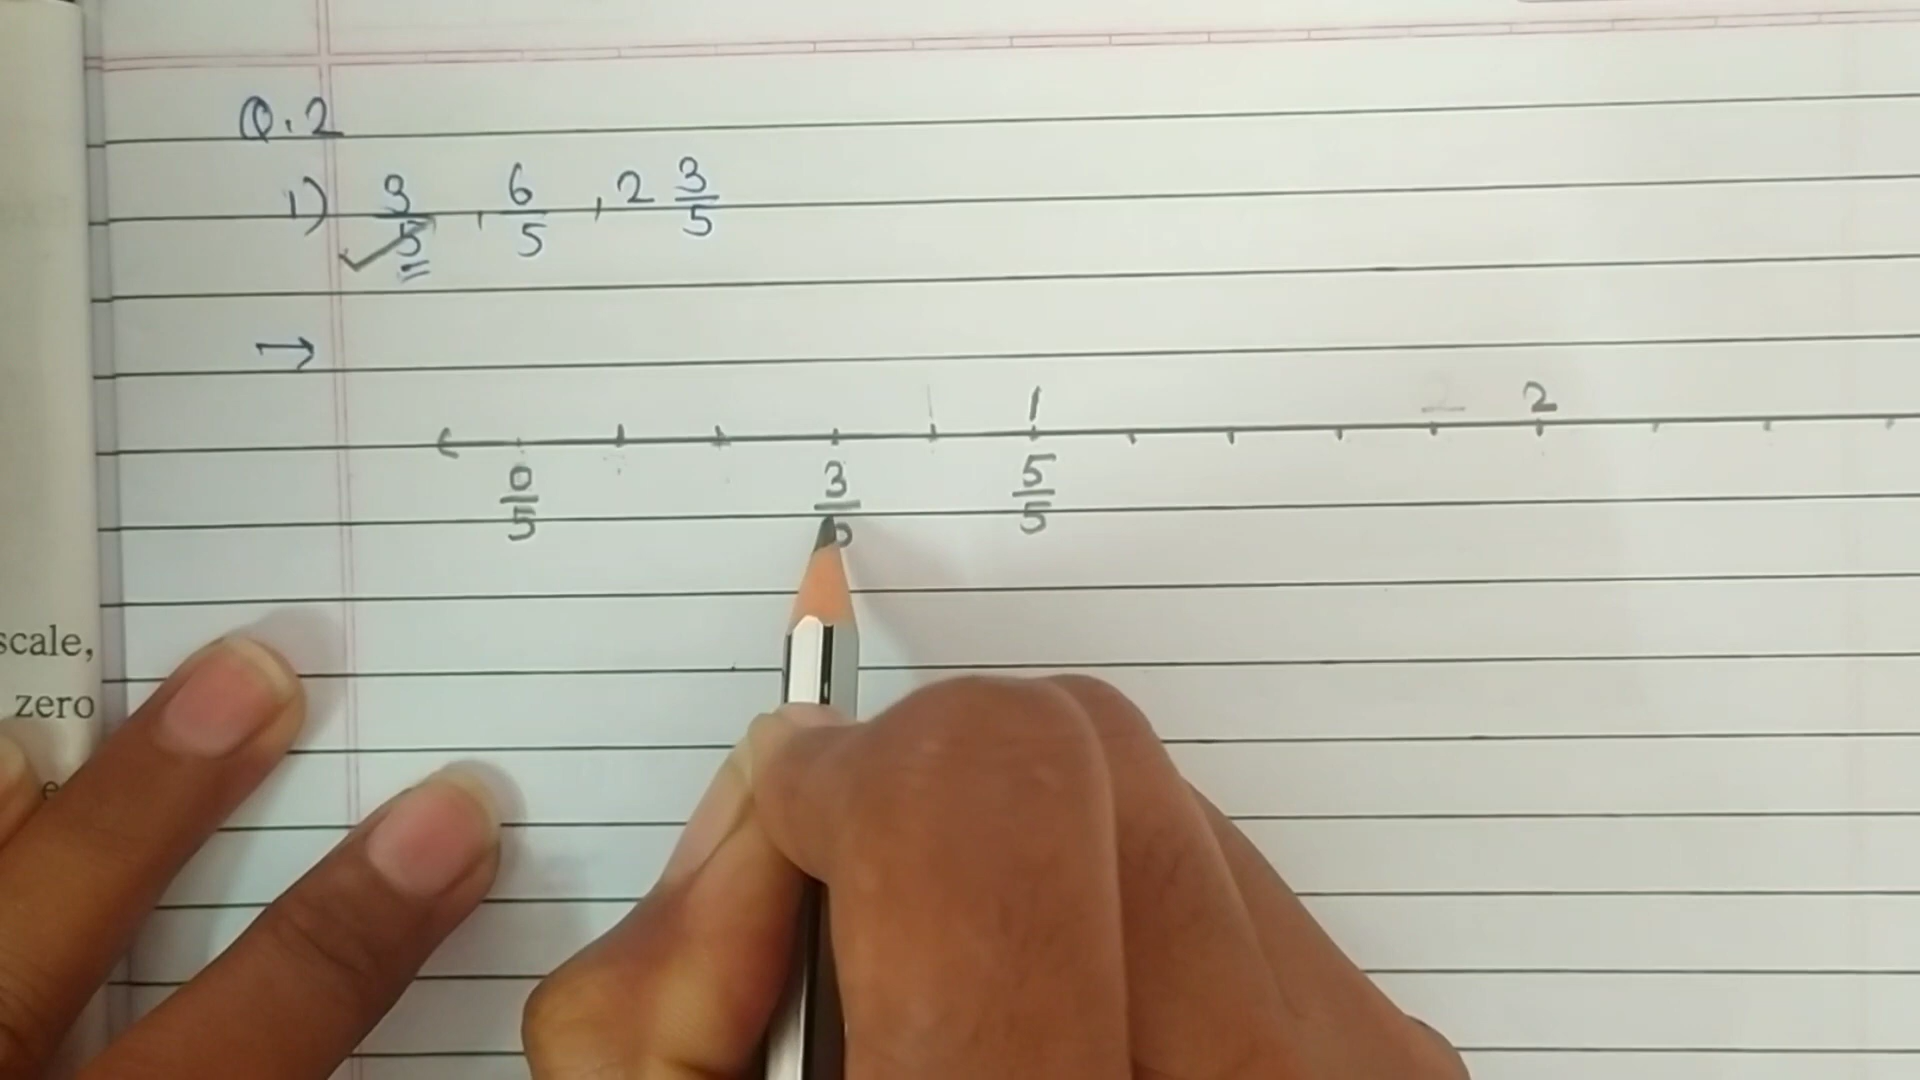 Q.2
1) 3/5 , 6/5 , 2 3/5
→
1 2
0/5 3/5 5/5
scale,
zero